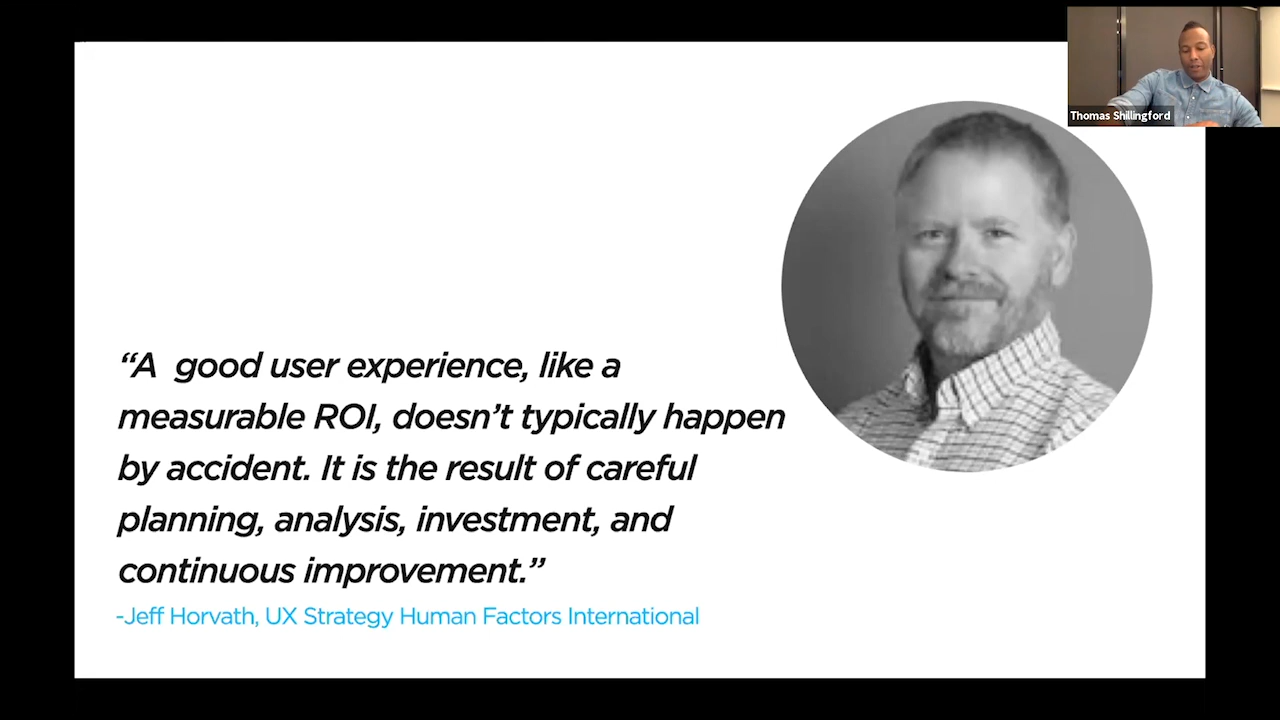 Thomas Shillingford
“A  good user experience, like a
measurable ROI, doesn’t typically happen
by accident. It is the result of careful
planning, analysis, investment, and
continuous improvement.”
-Jeff Horvath, UX Strategy Human Factors International